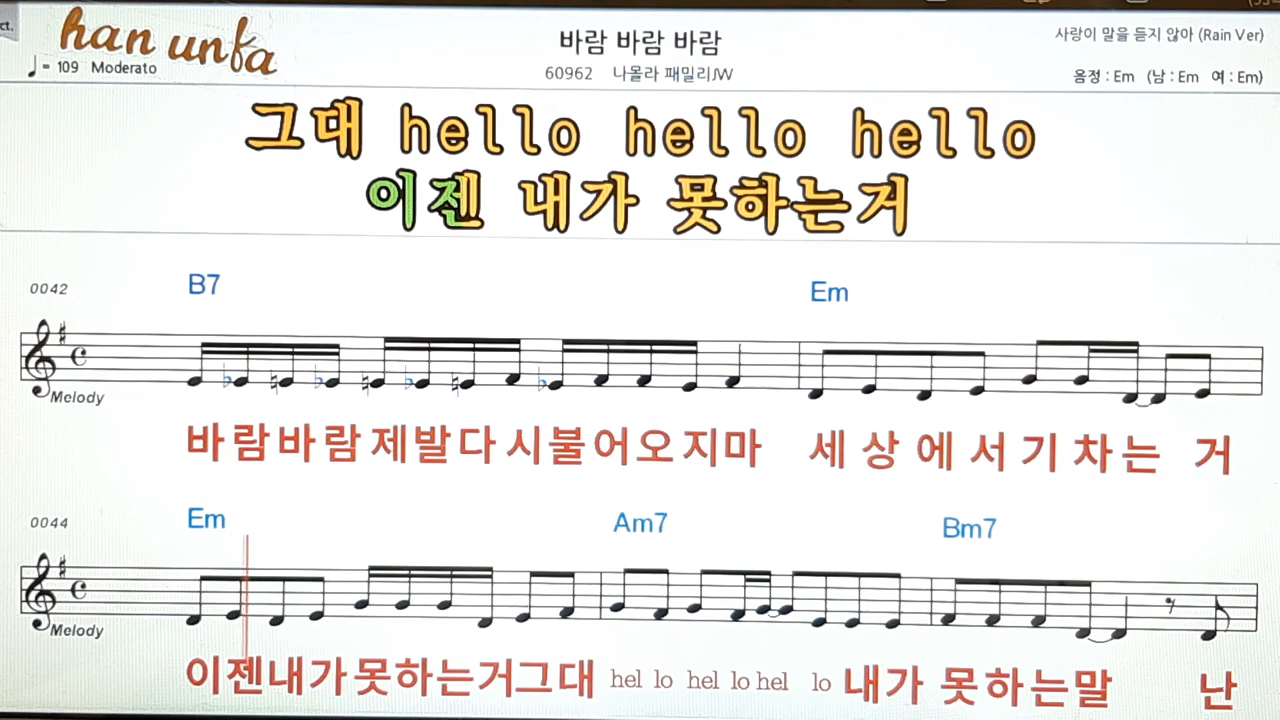 ct.
han unfa
♩ = 109 Moderato
바람 바람 바람
60962 나몰라 패밀리JW
사랑이 말을 듣지 않아 (Rain Ver)
음정 : Em (남 : Em 여 : Em)
그대 hello hello hello
이젠 내가 못하는거
0042 B7 Em
Melody
바람바람제발다시불어오지마 세상에서기차는 거
0044 Em Am7 Bm7
Melody
이젠내가못하는거그대 hel lo hel lo hel lo 내가 못하는말 난